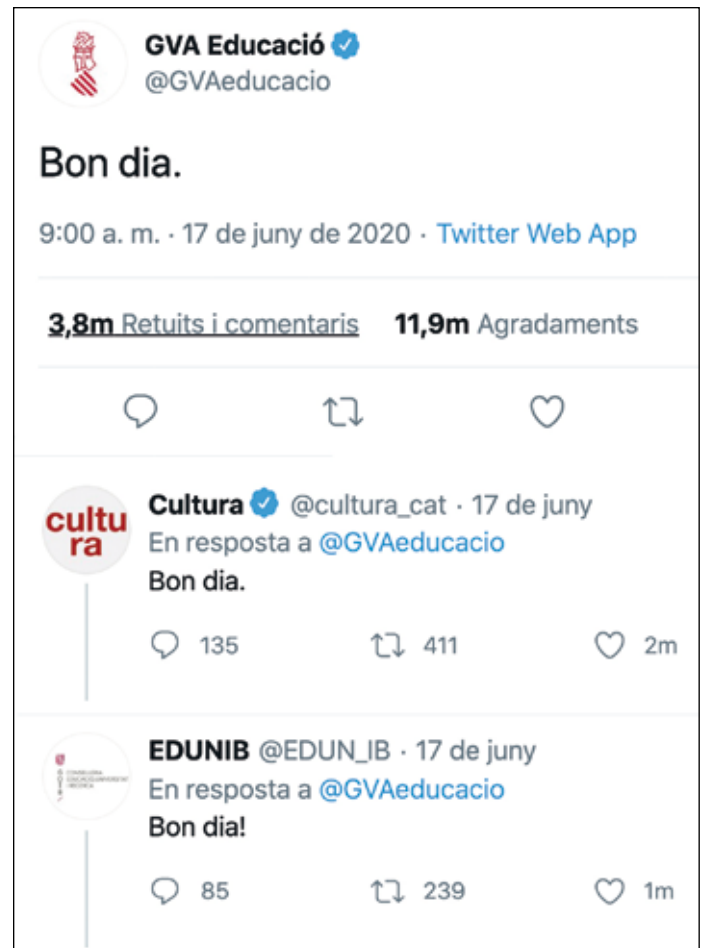 GVA Educació
@GVAeducacio
Bon dia.
9:00 a. m. · 17 de juny de 2020 · Twitter Web App
3,8m Retuits i comentaris 11,9m Agradaments
cultu
ra
Cultura @cultura_cat · 17 de juny
En resposta a @GVAeducacio
Bon dia.
135 411 2m
EDUNIB @EDUN_IB · 17 de juny
En resposta a @GVAeducacio
Bon dia!
85 239 1m